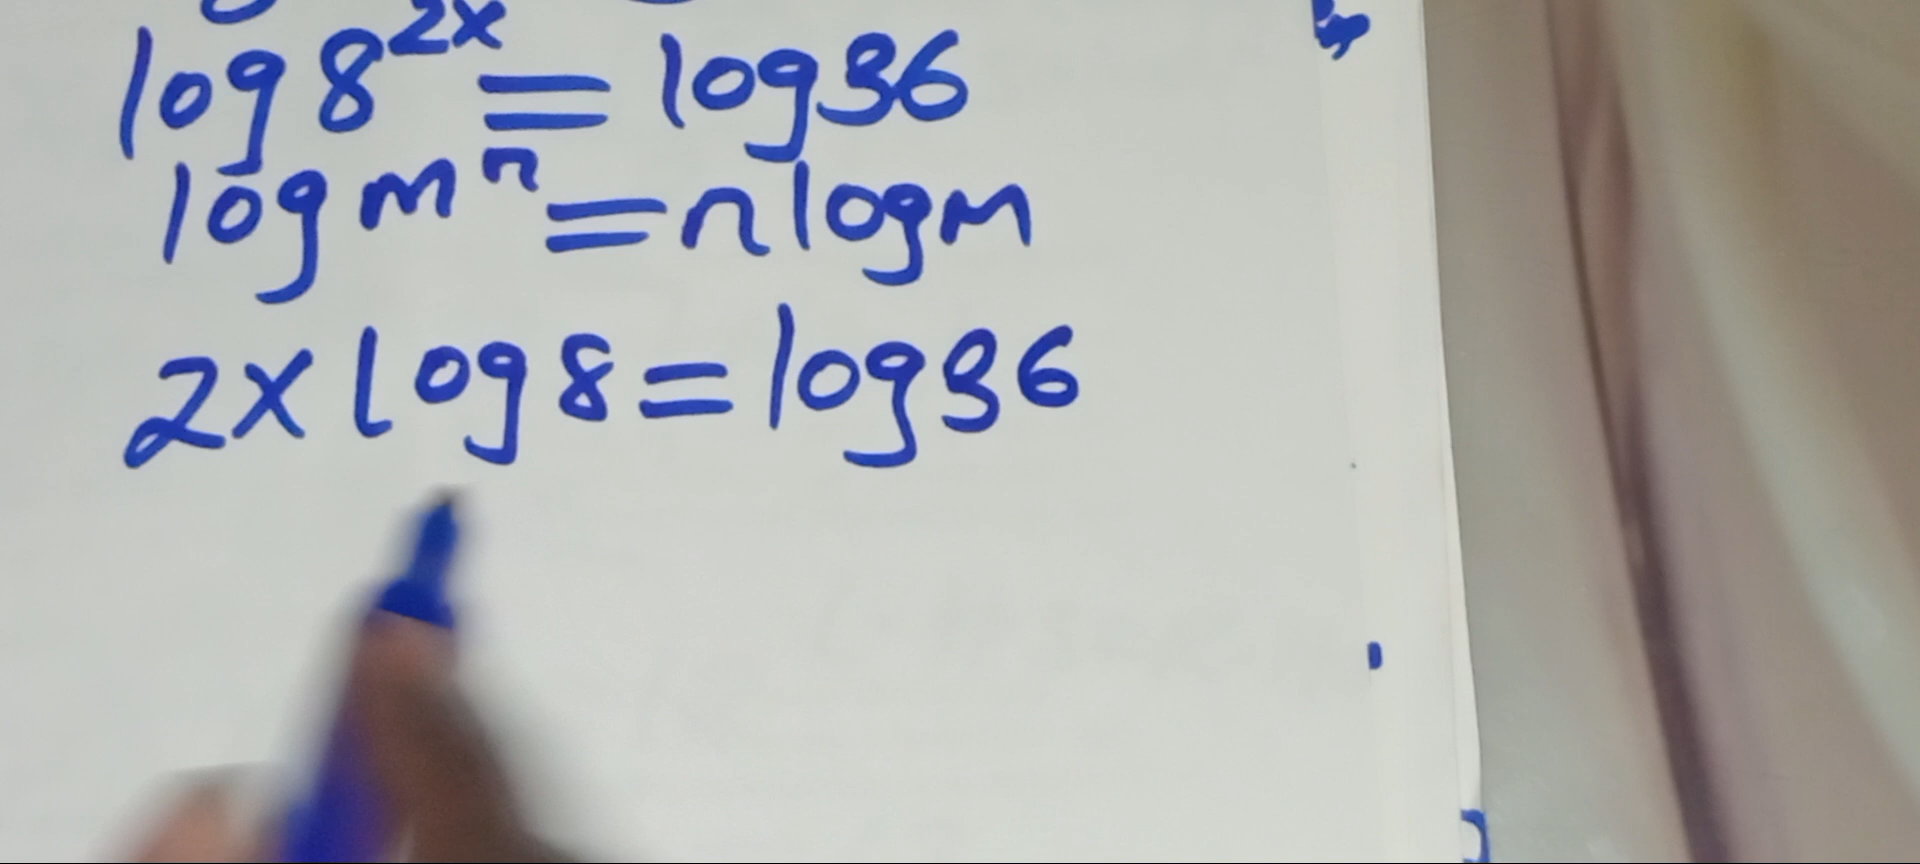 log 8^2x = log 36
log m^n = n log m
2x log 8 = log 36